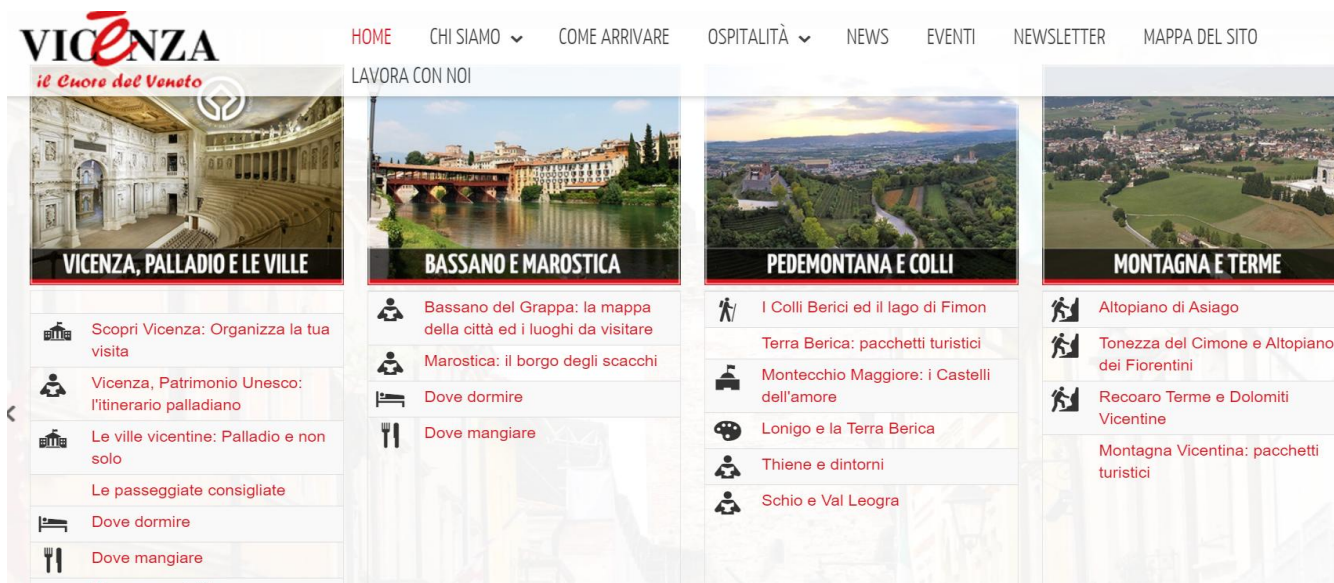 VICENZA
il Cuore del Veneto
HOME CHI SIAMO COME ARRIVARE OSPITALITÀ NEWS EVENTI NEWSLETTER MAPPA DEL SITO
LAVORA CON NOI
VICENZA, PALLADIO E LE VILLE
Scopri Vicenza: Organizza la tua
visita
Vicenza, Patrimonio Unesco:
l'itinerario palladiano
Le ville vicentine: Palladio e non
solo
Le passeggiate consigliate
Dove dormire
Dove mangiare
BASSANO E MAROSTICA
Bassano del Grappa: la mappa
della città ed i luoghi da visitare
Marostica: il borgo degli scacchi
Dove dormire
Dove mangiare
PEDEMONTANA E COLLI
I Colli Berici ed il lago di Fimon
Terra Berica: pacchetti turistici
Montecchio Maggiore: i Castelli
dell'amore
Lonigo e la Terra Berica
Thiene e dintorni
Schio e Val Leogra
MONTAGNA E TERME
Altopiano di Asiago
Tonezza del Cimone e Altopiano
dei Fiorentini
Recoaro Terme e Dolomiti
Vicentine
Montagna Vicentina: pacchetti
turistici